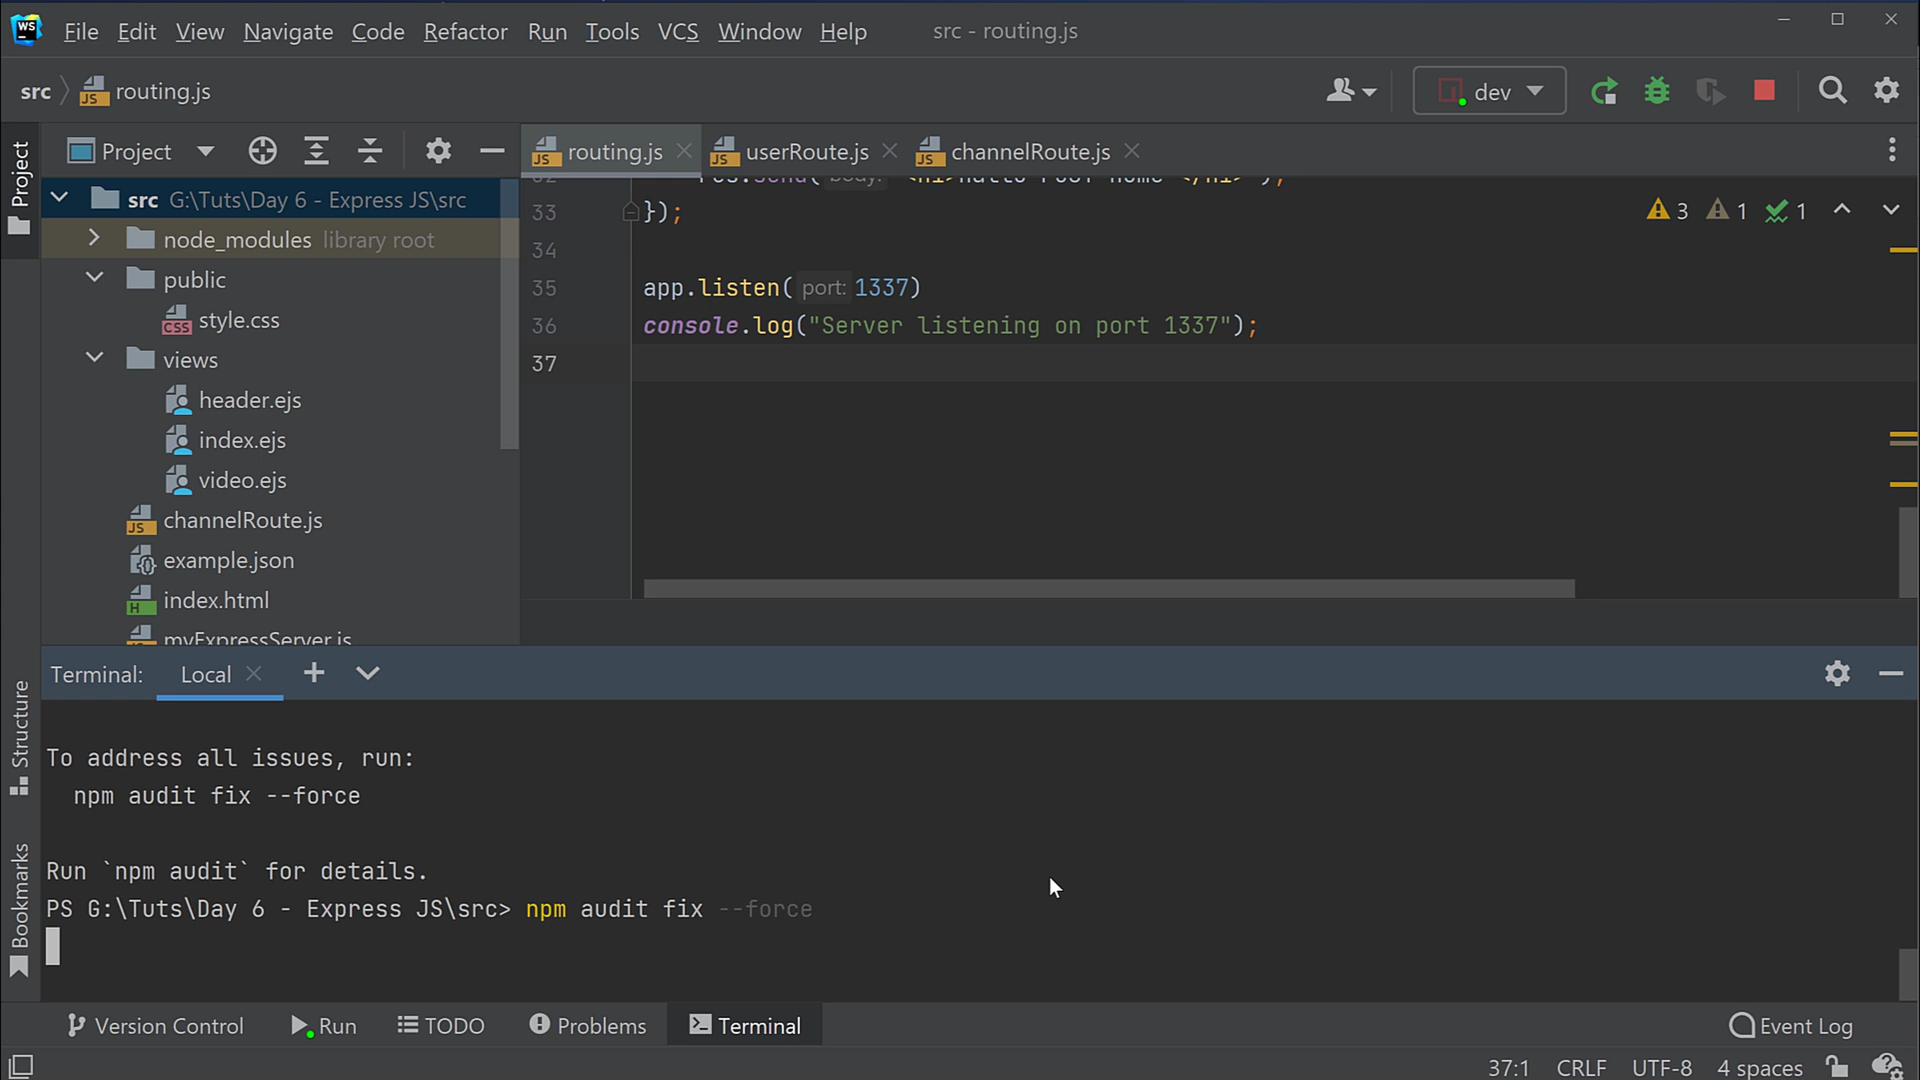 WS
File Edit View Navigate Code Refactor Run Tools VCS Window Help src - routing.js
src routing.js dev
Project
Project
routing.js userRoute.js channelRoute.js
src G:\Tuts\Day 6 - Express JS\src
node_modules library root
public
style.css
views
header.ejs
index.ejs
video.ejs
channelRoute.js
example.json
index.html
myExpressServer.js
33 });
3 1 1
34
35 app.listen( port: 1337)
36 console.log("Server listening on port 1337");
37
Structure
Bookmarks
Terminal: Local
To address all issues, run:
npm audit fix --force
Run `npm audit` for details.
PS G:\Tuts\Day 6 - Express JS\src> npm audit fix --force
Version Control Run TODO Problems Terminal Event Log
37:1 CRLF UTF-8 4 spaces